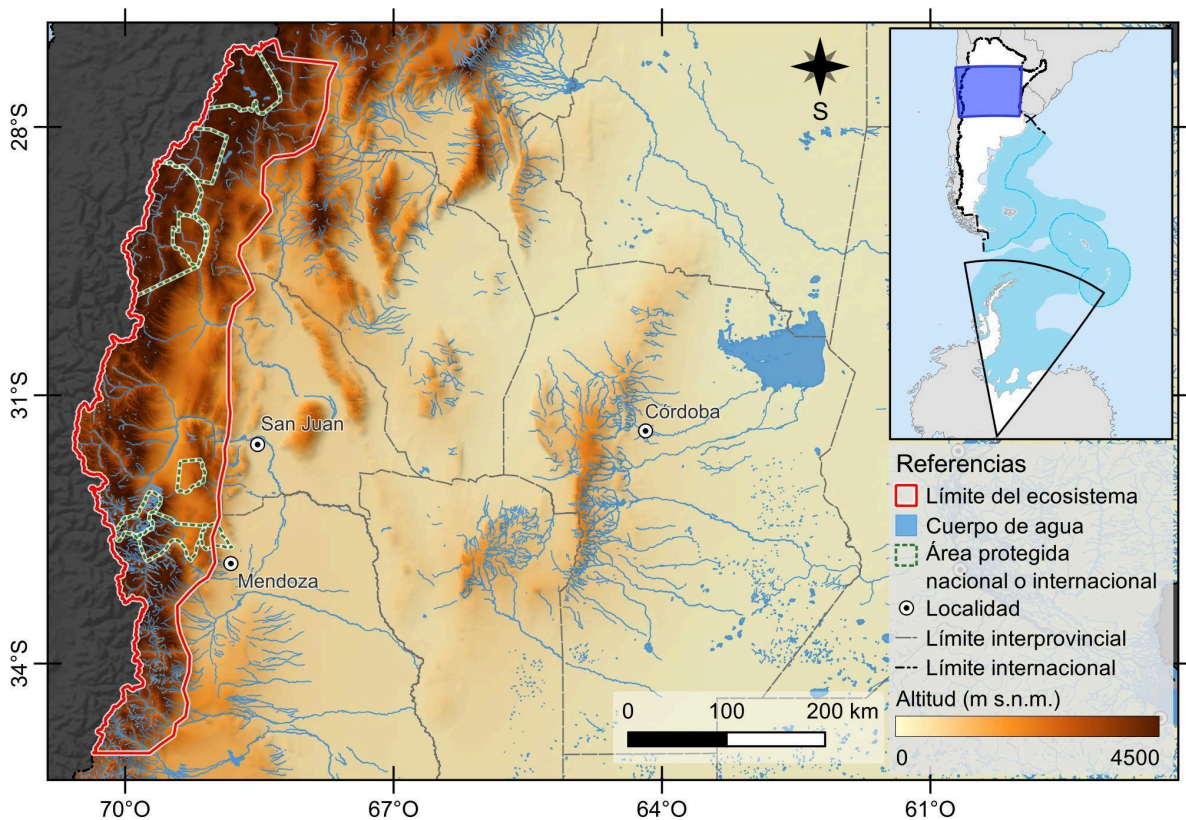 S
28°S
31°S
34°S
70°O
67°O
64°O
61°O
San Juan
Mendoza
Córdoba
0 100 200 km
Referencias
Límite del ecosistema
Cuerpo de agua
Área protegida
nacional o internacional
Localidad
Límite interprovincial
Límite internacional
Altitud (m s.n.m.)
0 4500